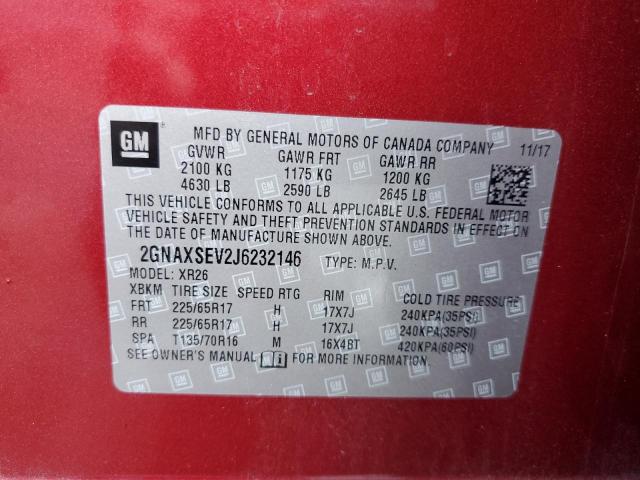 GM
MFD BY GENERAL MOTORS OF CANADA COMPANY 11/17
GVWR GAWR FRT GAWR RR
2100 KG 1175 KG 1200 KG
4630 LB 2590 LB 2645 LB
THIS VEHICLE CONFORMS TO ALL APPLICABLE U.S. FEDERAL MOTOR
VEHICLE SAFETY AND THEFT PREVENTION STANDARDS IN EFFECT ON
THE DATE OF MANUFACTURE SHOWN ABOVE.
2GNAXSEV2J6232146 TYPE: M.P.V.
MODEL: XR26
XBKM TIRE SIZE SPEED RTG RIM COLD TIRE PRESSURE
FRT 225/65R17 H 17X7J 240KPA(35PSI)
RR 225/65R17 H 17X7J 240KPA(35PSI)
SPA T135/70R16 M 16X4BT 420KPA(60PSI)
SEE OWNER'S MANUAL i FOR MORE INFORMATION.